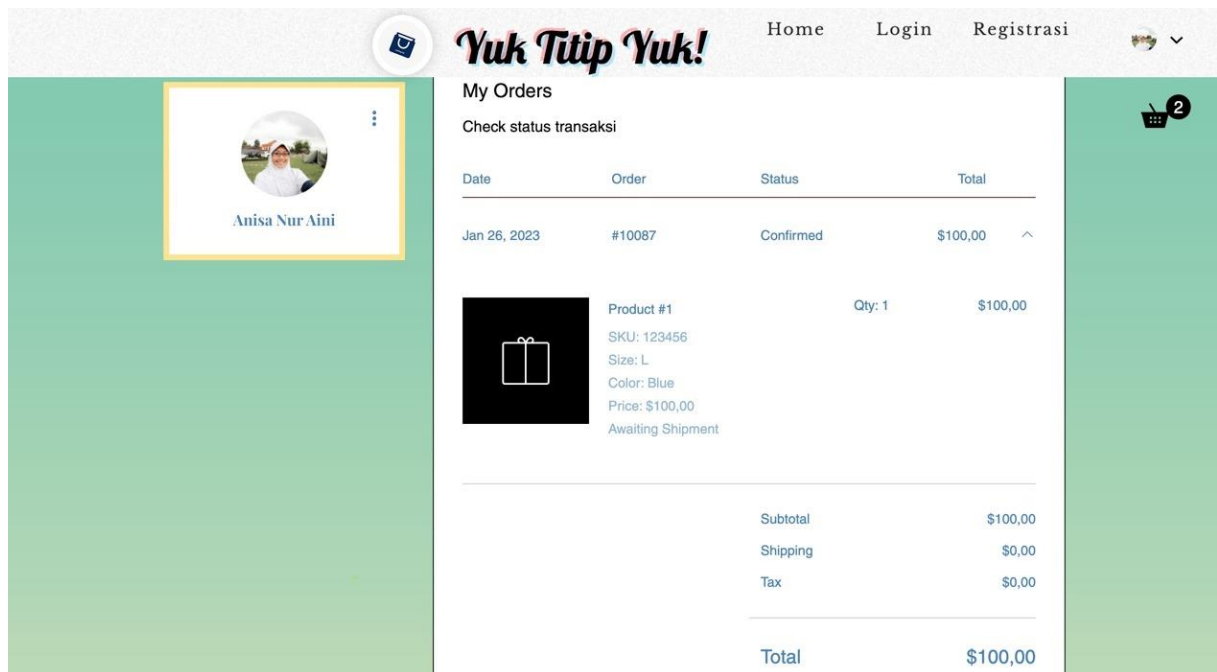 Yuk Titip Yuk!
Home Login Registrasi
2
Anisa Nur Aini
My Orders
Check status transaksi
Date Order Status Total
Jan 26, 2023 #10087 Confirmed $100,00
Product #1 Qty: 1 $100,00
SKU: 123456
Size: L
Color: Blue
Price: $100,00
Awaiting Shipment
Subtotal $100,00
Shipping $0,00
Tax $0,00
Total $100,00